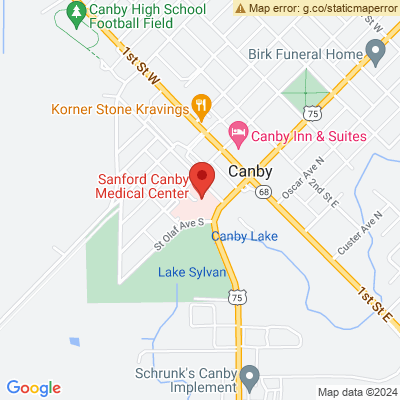 Map error: g.co/staticmaperror
Canby High School
Football Field
1st St W
Birk Funeral Home
Korner Stone Kravings
75
Canby Inn & Suites
Sanford Canby
Medical Center
Canby
68
Oscar Ave N
2nd St E
St Olaf Ave S
Canby Lake
Custer Ave N
Lake Sylvan
75
1st St E
Schrunk's Canby
Implement
Google
Map data ©2024